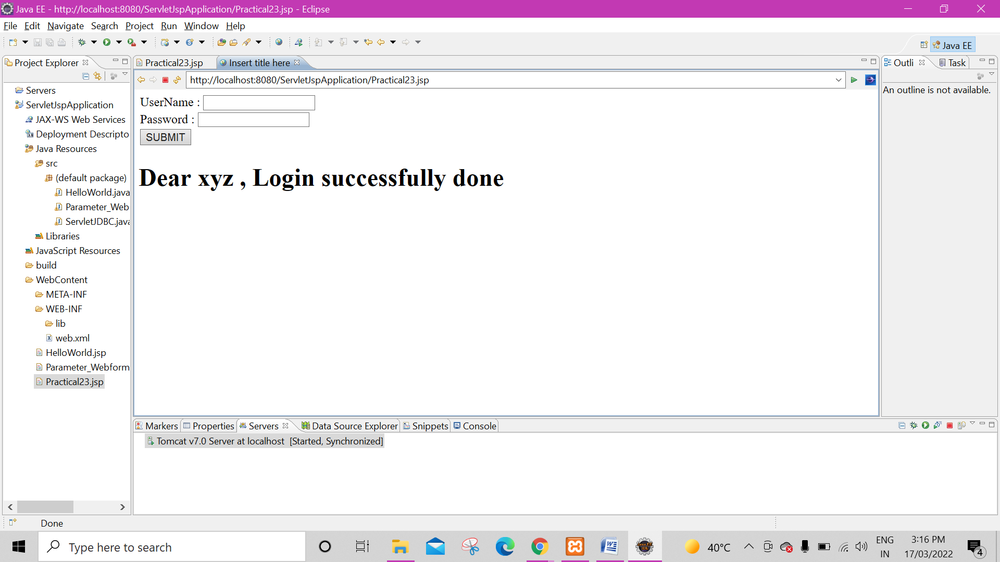 Java EE - http://localhost:8080/ServletJspApplication/Practical23.jsp - Eclipse
File Edit Navigate Search Project Run Window Help
Java EE
Project Explorer
Servers
ServletJspApplication
JAX-WS Web Services
Deployment Descripto
Java Resources
src
(default package)
HelloWorld.java
Parameter_Web
ServletJDBC.java
Libraries
JavaScript Resources
build
WebContent
META-INF
WEB-INF
lib
web.xml
HelloWorld.jsp
Parameter_Webform
Practical23.jsp
Practical23.jsp
Insert title here
http://localhost:8080/ServletJspApplication/Practical23.jsp
UserName :
Password :
SUBMIT
Dear xyz , Login successfully done
Outli
Task
An outline is not available.
Markers Properties Servers Data Source Explorer Snippets Console
Tomcat v7.0 Server at localhost [Started, Synchronized]
Done
Type here to search
40°C
ENG
IN
3:16 PM
17/03/2022
4